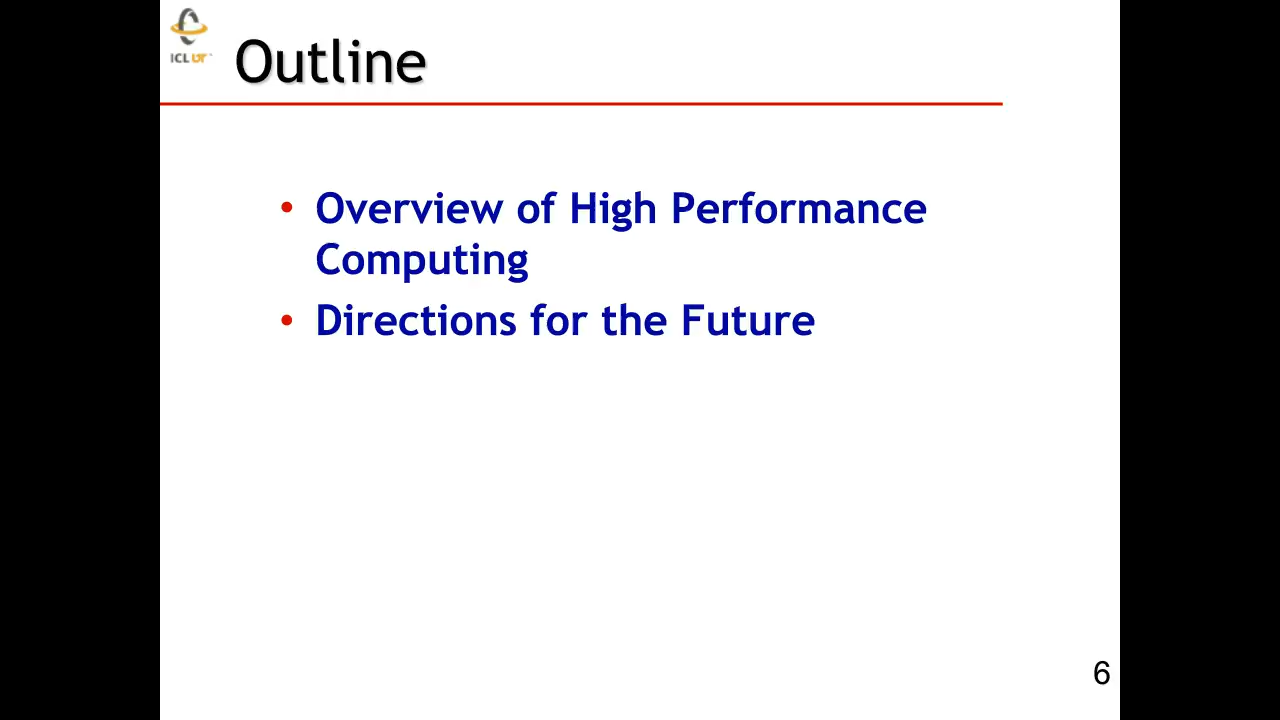 ICL UT
Outline
• Overview of High Performance
Computing
• Directions for the Future
6